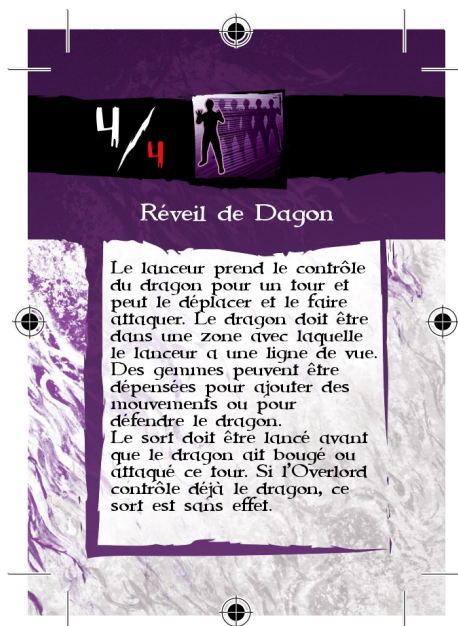 4/4
Réveil de Dagon
Le lanceur prend le contrôle
du dragon pour un tour et
peut le déplacer et le faire
attaquer. Le dragon doit être
dans une zone avec laquelle
le lanceur a une ligne de vue.
Des gemmes peuvent être
dépensées pour ajouter des
mouvements ou pour
défendre le dragon.
Le sort doit être lancé avant
que le dragon ait bougé ou
attaqué ce tour. Si l'Overlord
contrôle déjà le dragon, ce
sort est sans effet.